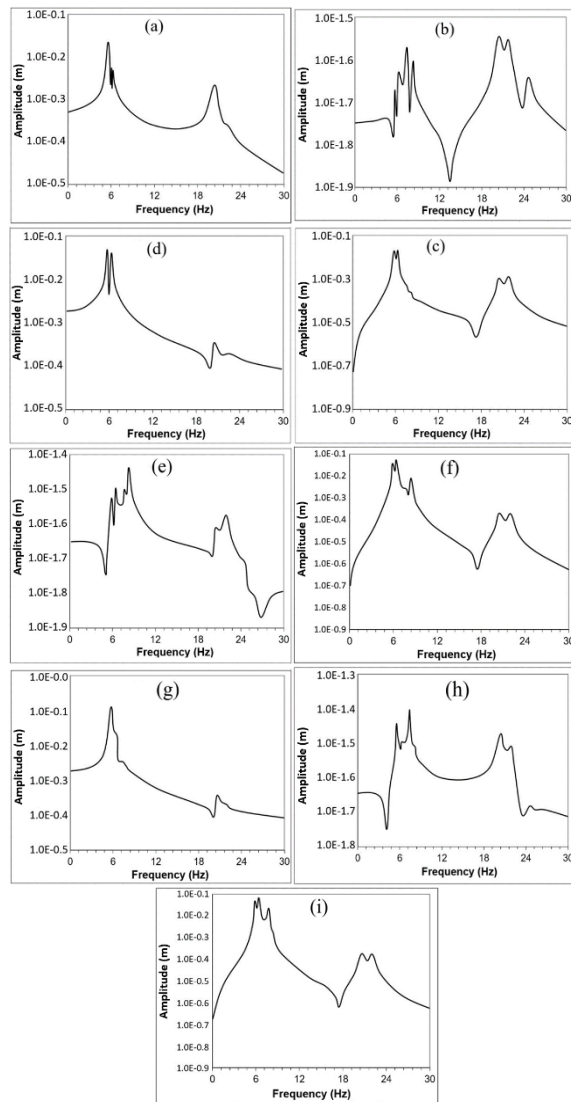 (a)
Amplitude (m)
1.0E-0.1
1.0E-0.2
1.0E-0.3
1.0E-0.4
1.0E-0.5
0 6 12 18 24 30
Frequency (Hz)
(b)
Amplitude (m)
1.0E-1.5
1.0E-1.6
1.0E-1.7
1.0E-1.8
1.0E-1.9
0 6 12 18 24 30
Frequency (Hz)
(d)
Amplitude (m)
1.0E-0.1
1.0E-0.2
1.0E-0.3
1.0E-0.4
1.0E-0.5
0 6 12 18 24 30
Frequency (Hz)
(c)
Amplitude (m)
1.0E-0.1
1.0E-0.3
1.0E-0.5
1.0E-0.7
1.0E-0.9
0 6 12 18 24 30
Frequency (Hz)
(e)
Amplitude (m)
1.0E-1.4
1.0E-1.5
1.0E-1.6
1.0E-1.7
1.0E-1.8
1.0E-1.9
0 6 12 18 24 30
Frequency (Hz)
(f)
Amplitude (m)
1.0E-0.1
1.0E-0.2
1.0E-0.3
1.0E-0.4
1.0E-0.5
1.0E-0.6
1.0E-0.7
1.0E-0.8
1.0E-0.9
0 6 12 18 24 30
Frequency (Hz)
(g)
Amplitude (m)
1.0E-0.0
1.0E-0.1
1.0E-0.2
1.0E-0.3
1.0E-0.4
1.0E-0.5
0 6 12 18 24 30
Frequency (Hz)
(h)
Amplitude (m)
1.0E-1.3
1.0E-1.4
1.0E-1.5
1.0E-1.6
1.0E-1.7
1.0E-1.8
0 6 12 18 24 30
Frequency (Hz)
(i)
Amplitude (m)
1.0E-0.1
1.0E-0.2
1.0E-0.3
1.0E-0.4
1.0E-0.5
1.0E-0.6
1.0E-0.7
1.0E-0.8
1.0E-0.9
0 6 12 18 24 30
Frequency (Hz)